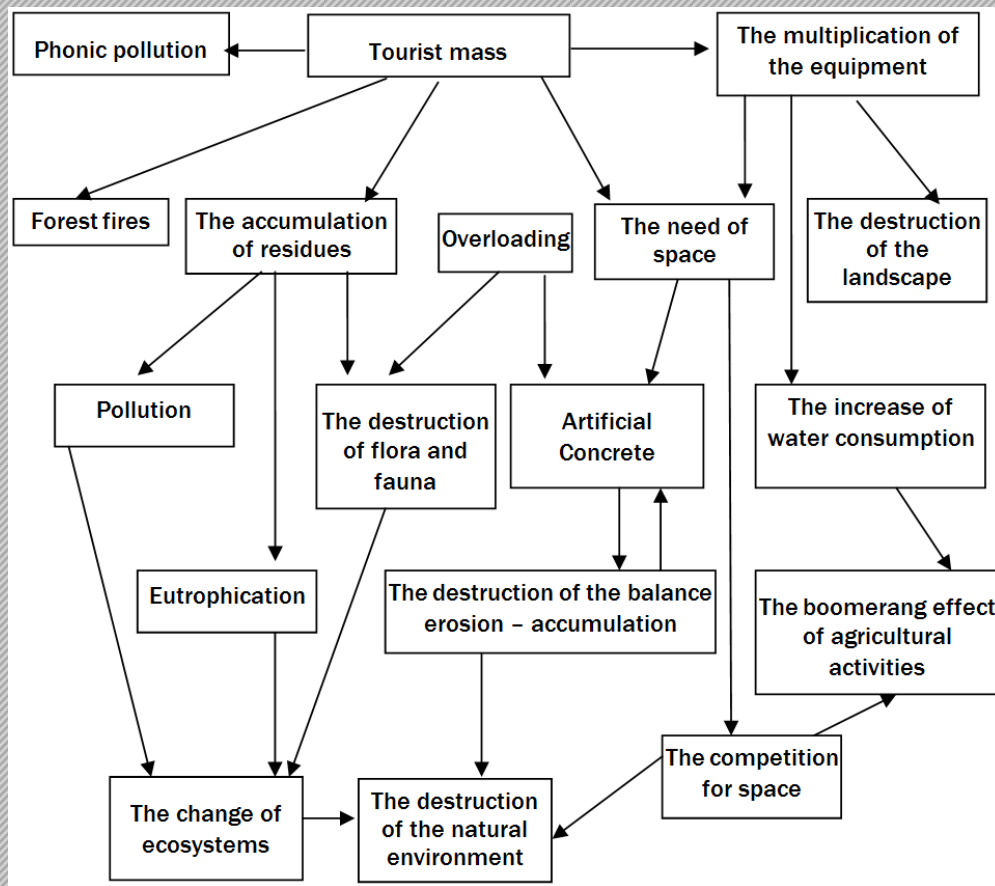 Phonic pollution
Tourist mass
The multiplication of
the equipment
Forest fires
The accumulation
of residues
Overloading
The need of
space
The destruction
of the
landscape
Pollution
The destruction
of flora and
fauna
Artificial
Concrete
The increase of
water consumption
Eutrophication
The destruction of the balance
erosion – accumulation
The boomerang effect
of agricultural
activities
The change of
ecosystems
The destruction
of the natural
environment
The competition
for space